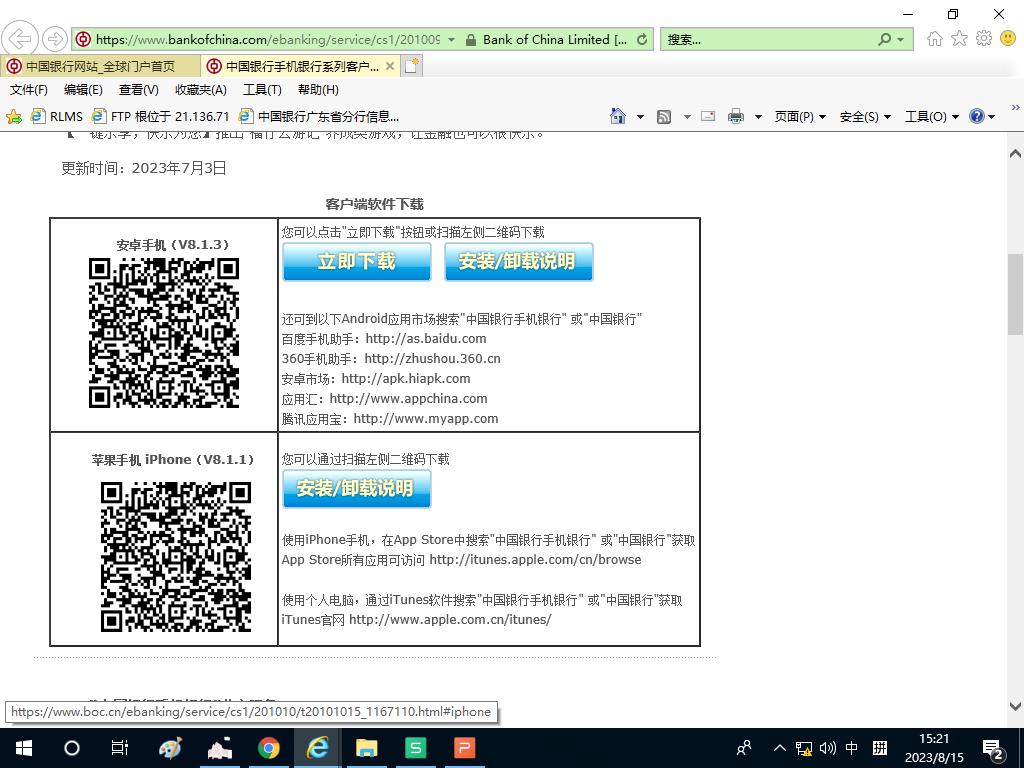 https://www.bankofchina.com/ebanking/service/cs1/201009
Bank of China Limited [...
搜索...
中国银行网站_全球门户首页
中国银行手机银行系列客户...
文件(F) 编辑(E) 查看(V) 收藏夹(A) 工具(T) 帮助(H)
RLMS FTP 根位于 21.136.71 中国银行广东省分行信息...
页面(P) 安全(S) 工具(O)
更新时间：2023年7月3日
客户端软件下载
安卓手机（V8.1.3）
您可以点击"立即下载"按钮或扫描左侧二维码下载
立即下载 安装/卸载说明
还可到以下Android应用市场搜索"中国银行手机银行" 或"中国银行"
百度手机助手：http://as.baidu.com
360手机助手：http://zhushou.360.cn
安卓市场：http://apk.hiapk.com
应用汇：http://www.appchina.com
腾讯应用宝：http://www.myapp.com
苹果手机 iPhone（V8.1.1）
您可以通过扫描左侧二维码下载
安装/卸载说明
使用iPhone手机，在App Store中搜索"中国银行手机银行" 或"中国银行"获取
App Store所有应用可访问 http://itunes.apple.com/cn/browse
使用个人电脑，通过iTunes软件搜索"中国银行手机银行" 或"中国银行"获取
iTunes官网 http://www.apple.com.cn/itunes/
https://www.boc.cn/ebanking/service/cs1/201010/t20101015_1167110.html#iphone
S
P
中
拼
15:21
2023/8/15
2